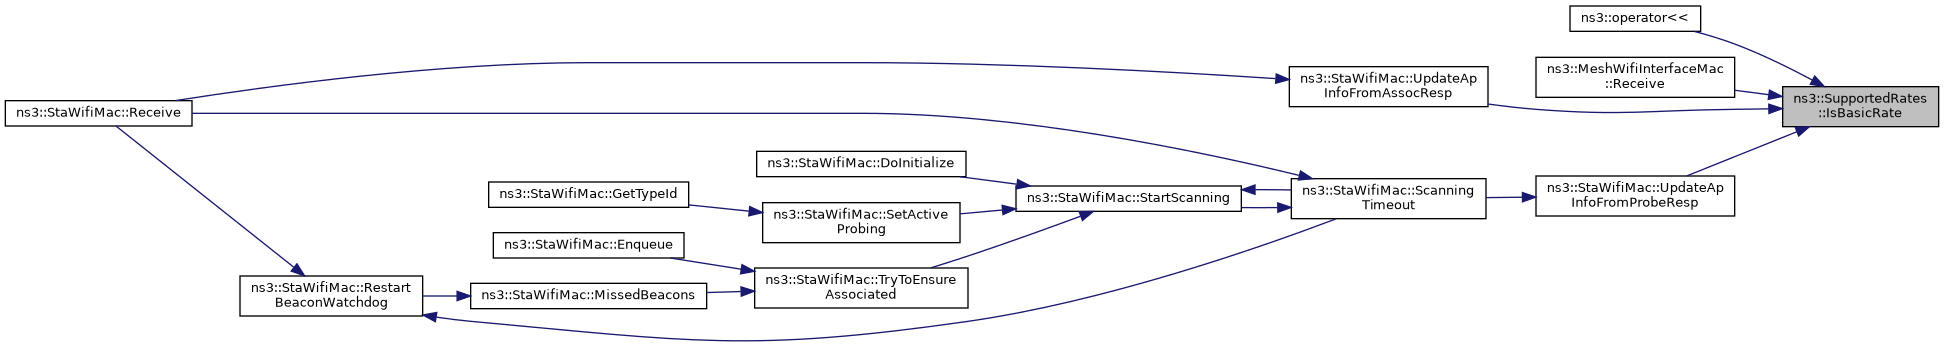 ns3::operator<<
ns3::MeshWifiInterfaceMac
::Receive
ns3::StaWifiMac::UpdateAp
InfoFromAssocResp
ns3::SupportedRates
::IsBasicRate
ns3::StaWifiMac::Receive
ns3::StaWifiMac::DoInitialize
ns3::StaWifiMac::GetTypeId
ns3::StaWifiMac::StartScanning
ns3::StaWifiMac::Scanning
Timeout
ns3::StaWifiMac::UpdateAp
InfoFromProbeResp
ns3::StaWifiMac::SetActive
Probing
ns3::StaWifiMac::Enqueue
ns3::StaWifiMac::TryToEnsure
Associated
ns3::StaWifiMac::Restart
BeaconWatchdog
ns3::StaWifiMac::MissedBeacons